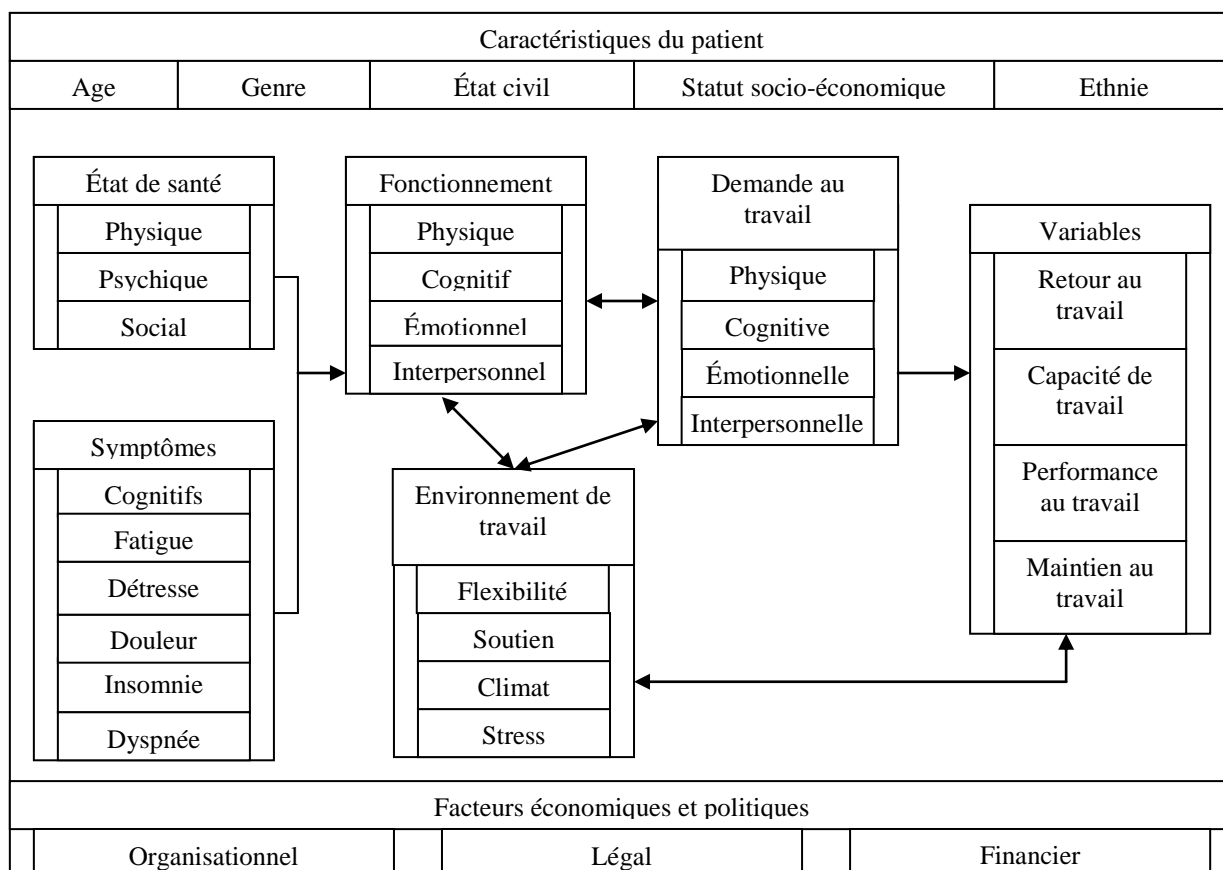 Caractéristiques du patient
Age
Genre
État civil
Statut socio-économique
Ethnie
État de santé
Physique
Psychique
Social
Symptômes
Cognitifs
Fatigue
Détresse
Douleur
Insomnie
Dyspnée
Fonctionnement
Physique
Cognitif
Émotionnel
Interpersonnel
Environnement de
travail
Flexibilité
Soutien
Climat
Stress
Demande au
travail
Physique
Cognitive
Émotionnelle
Interpersonnelle
Variables
Retour au
travail
Capacité de
travail
Performance
au travail
Maintien au
travail
Facteurs économiques et politiques
Organisationnel
Légal
Financier